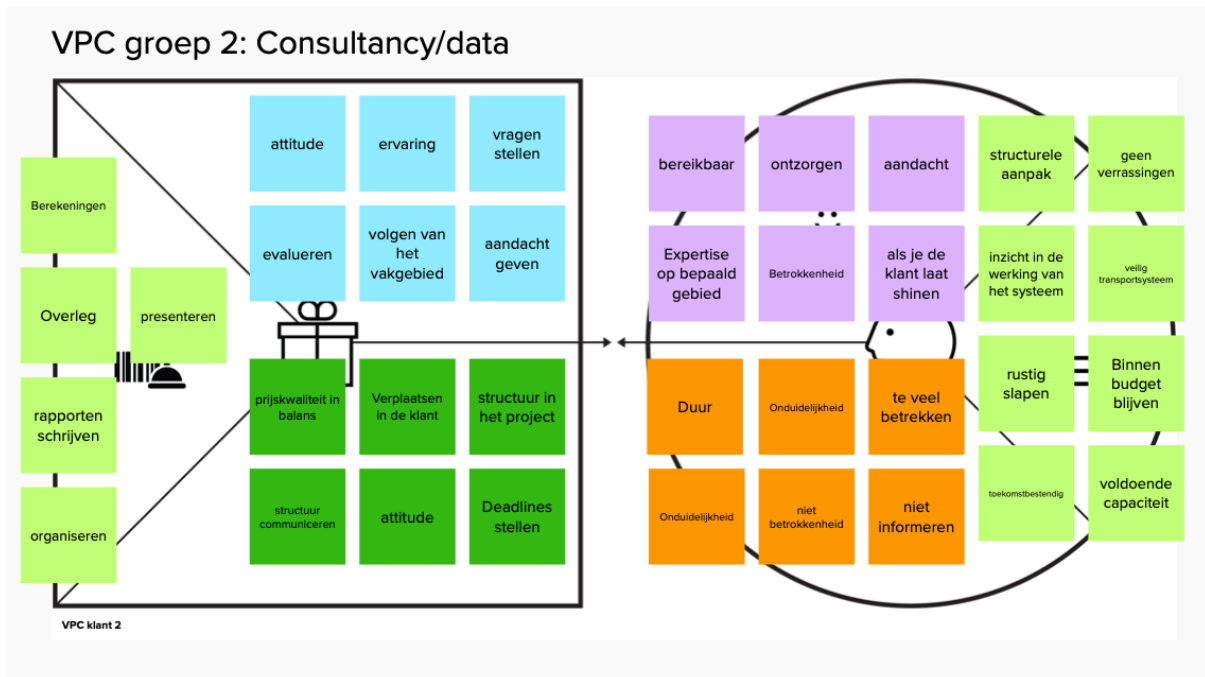 VPC groep 2: Consultancy/data
Berekeningen
Overleg
presenteren
rapporten
schrijven
organiseren
attitude
ervaring
vragen
stellen
evalueren
volgen van
het
vakgebied
aandacht
geven
prijskwaliteit in
balans
Verplaatsen
in de klant
structuur in
het project
structuur
communiceren
attitude
Deadlines
stellen
bereikbaar
ontzorgen
aandacht
Expertise
op bepaald
gebied
Betrokkenheid
als je de
klant laat
shinen
Duur
Onduidelijkheid
te veel
betrekken
Onduidelijkheid
niet
betrokkenheid
niet
informeren
structurele
aanpak
geen
verrassingen
inzicht in de
werking van
het systeem
veilig
transportsysteem
rustig
slapen
Binnen
budget
blijven
toekomstbestendig
voldoende
capaciteit
VPC klant 2